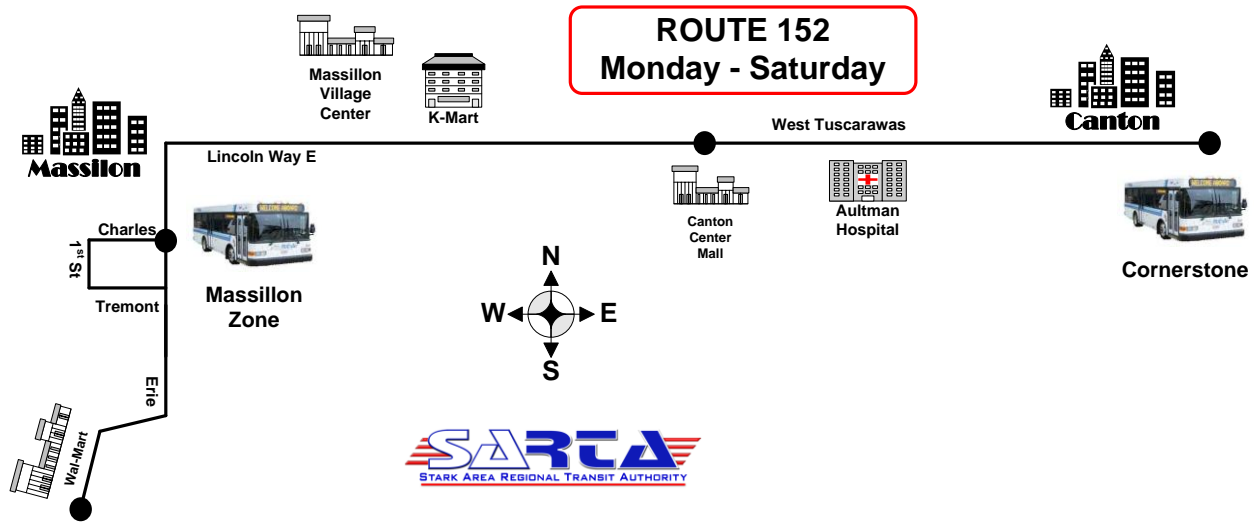 ROUTE 152
Monday - Saturday
Massillon
Village
Center
K-Mart
Canton
Massilon
Lincoln Way E
West Tuscarawas
Canton
Center
Mall
Aultman
Hospital
Cornerstone
Charles
1st St
Tremont
Massillon
Zone
N
W
E
S
Erie
Wal-Mart
SARTA
STARK AREA REGIONAL TRANSIT AUTHORITY